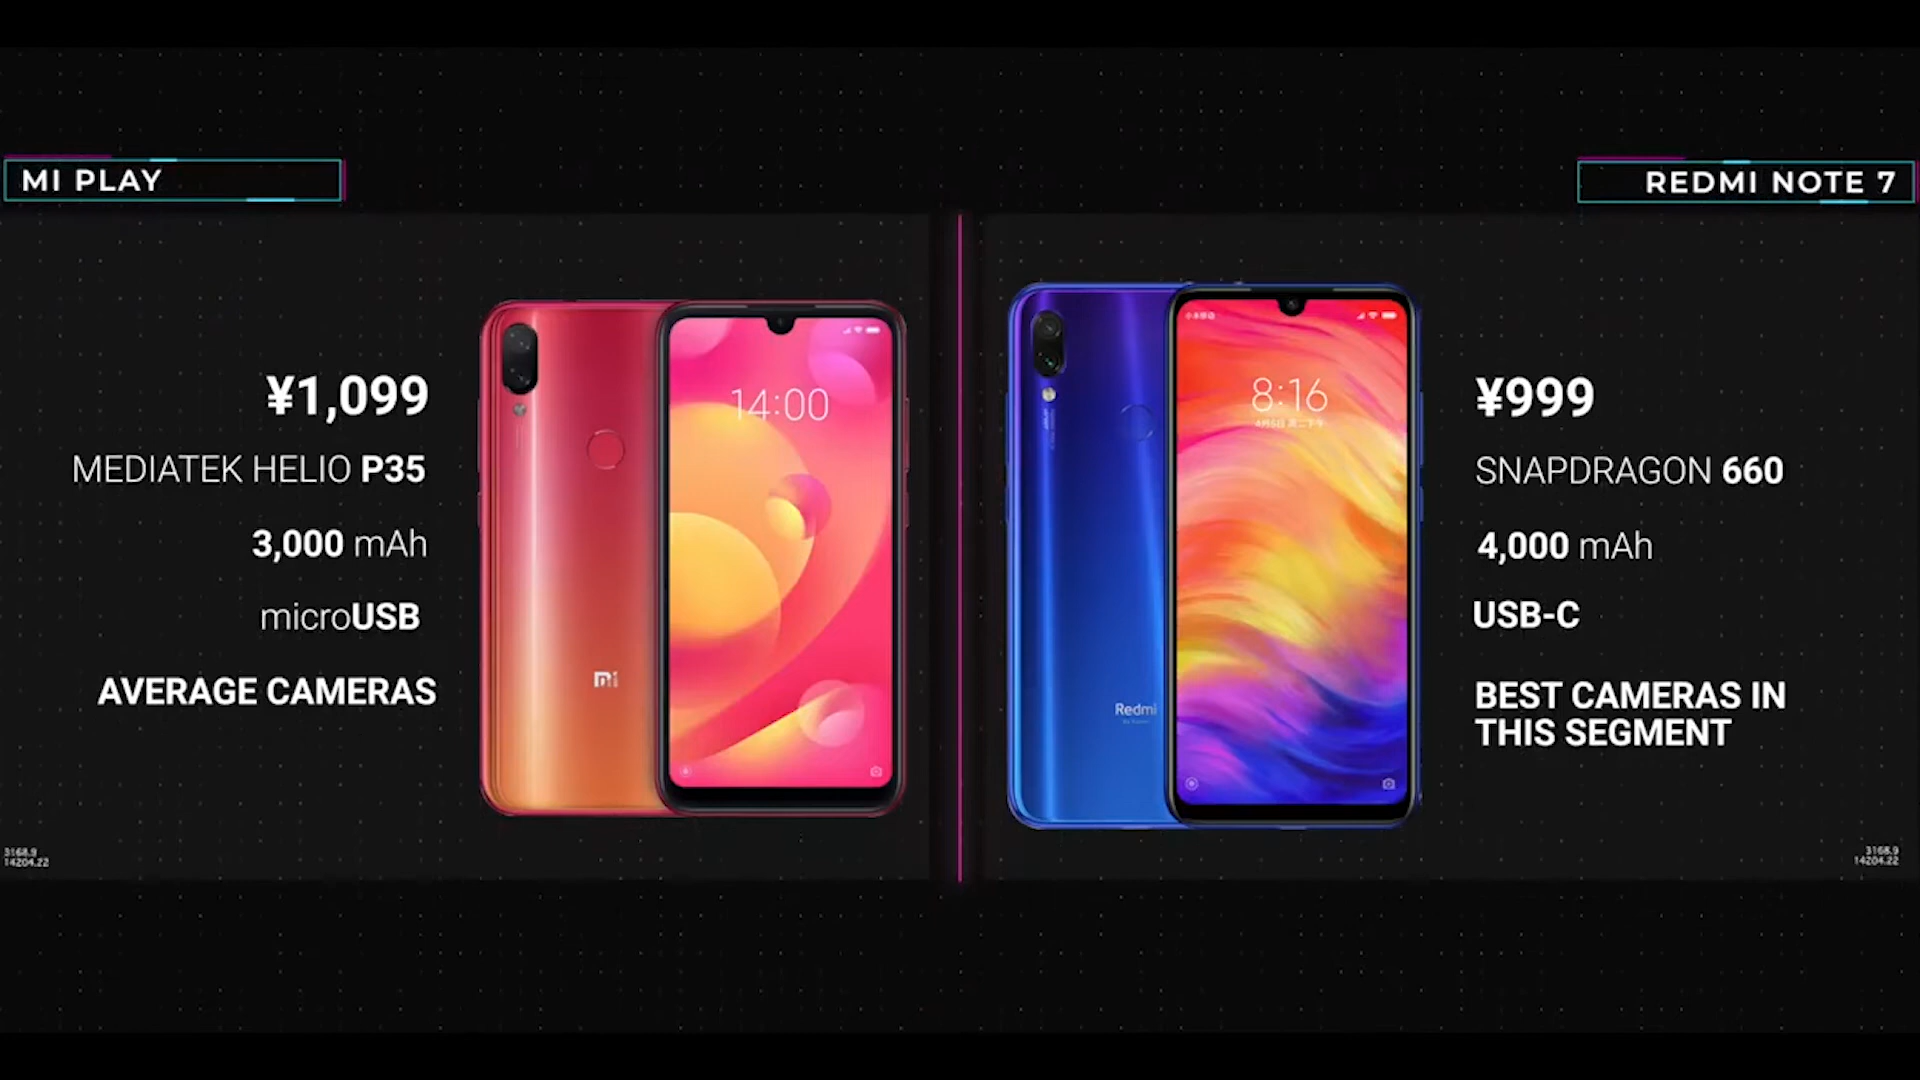 MI PLAY
REDMI NOTE 7
¥1,099
MEDIATEK HELIO P35
3,000 mAh
microUSB
AVERAGE CAMERAS
14:00
Mi
8:16
Redmi
¥999
SNAPDRAGON 660
4,000 mAh
USB-C
BEST CAMERAS IN
THIS SEGMENT
3168.9
14204.22
3168.9
14204.22